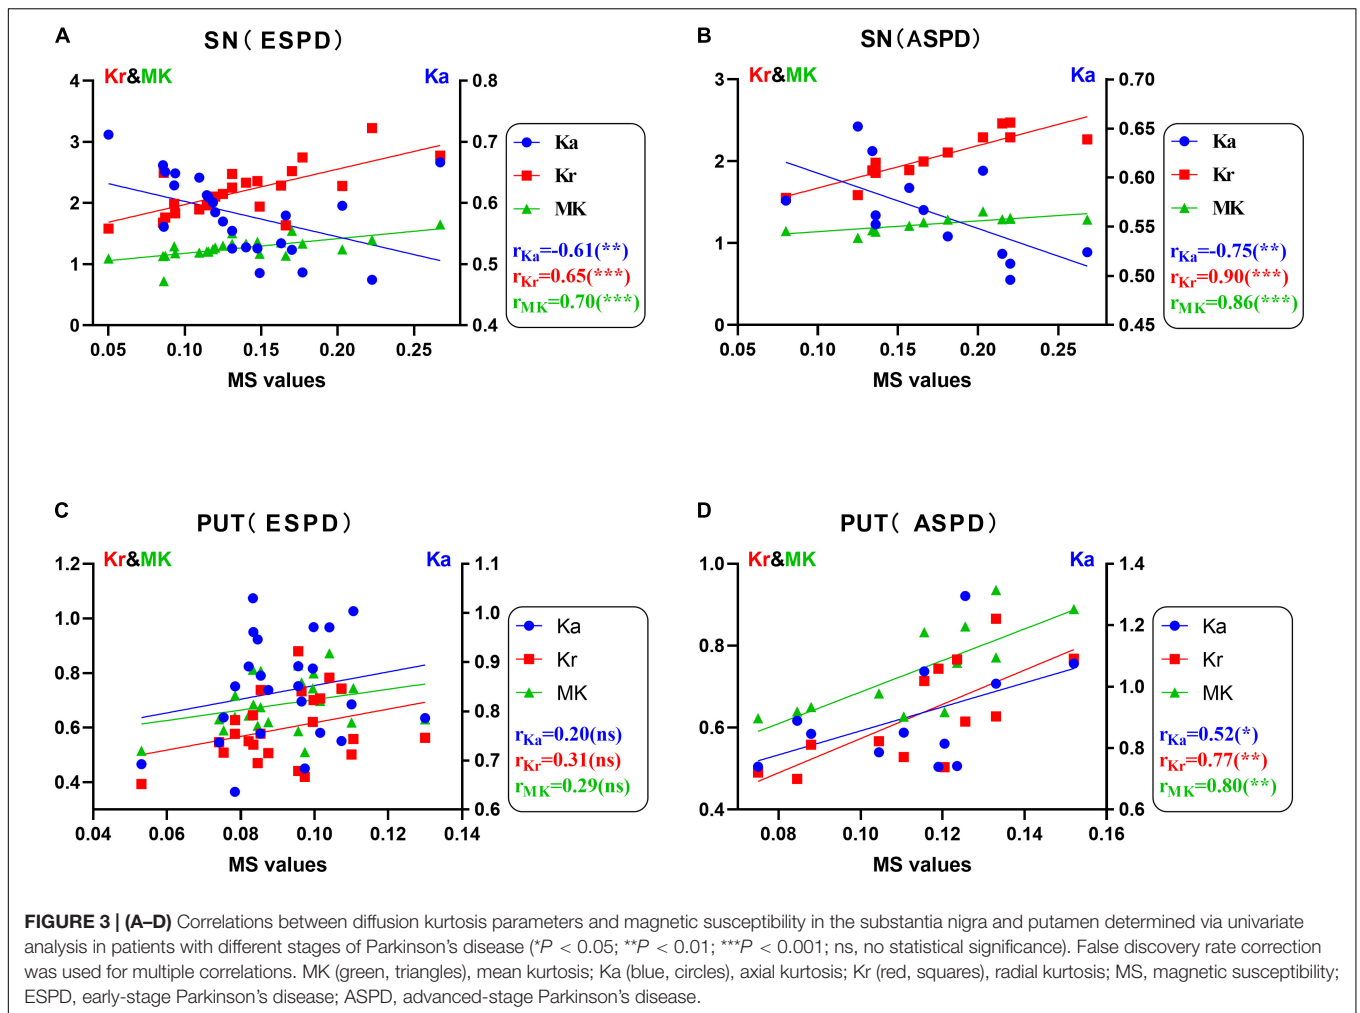 A
SN( ESPD)
Kr&MK
Ka
4
3
2
1
0
0.8
0.7
0.6
0.5
0.4
0.05 0.10 0.15 0.20 0.25
MS values
Ka
Kr
MK
rKa=-0.61(**)
rKr=0.65(***)
rMK=0.70(***)
B
SN(ASPD)
Kr&MK
Ka
3
2
1
0
0.70
0.65
0.60
0.55
0.50
0.45
0.05 0.10 0.15 0.20 0.25
MS values
Ka
Kr
MK
rKa=-0.75(**)
rKr=0.90(***)
rMK=0.86(***)
C
PUT( ESPD)
Kr&MK
Ka
1.2
1.0
0.8
0.6
0.4
1.1
1.0
0.9
0.8
0.7
0.6
0.04 0.06 0.08 0.10 0.12 0.14
MS values
Ka
Kr
MK
rKa=0.20(ns)
rKr=0.31(ns)
rMK=0.29(ns)
D
PUT( ASPD)
Kr&MK
Ka
1.0
0.8
0.6
0.4
1.4
1.2
1.0
0.8
0.6
0.08 0.10 0.12 0.14 0.16
MS values
Ka
Kr
MK
rKa=0.52(*)
rKr=0.77(**)
rMK=0.80(**)
FIGURE 3 | (A–D) Correlations between diffusion kurtosis parameters and magnetic susceptibility in the substantia nigra and putamen determined via univariate
analysis in patients with different stages of Parkinson's disease (*P < 0.05; **P < 0.01; ***P < 0.001; ns, no statistical significance). False discovery rate correction
was used for multiple correlations. MK (green, triangles), mean kurtosis; Ka (blue, circles), axial kurtosis; Kr (red, squares), radial kurtosis; MS, magnetic susceptibility;
ESPD, early-stage Parkinson's disease; ASPD, advanced-stage Parkinson's disease.